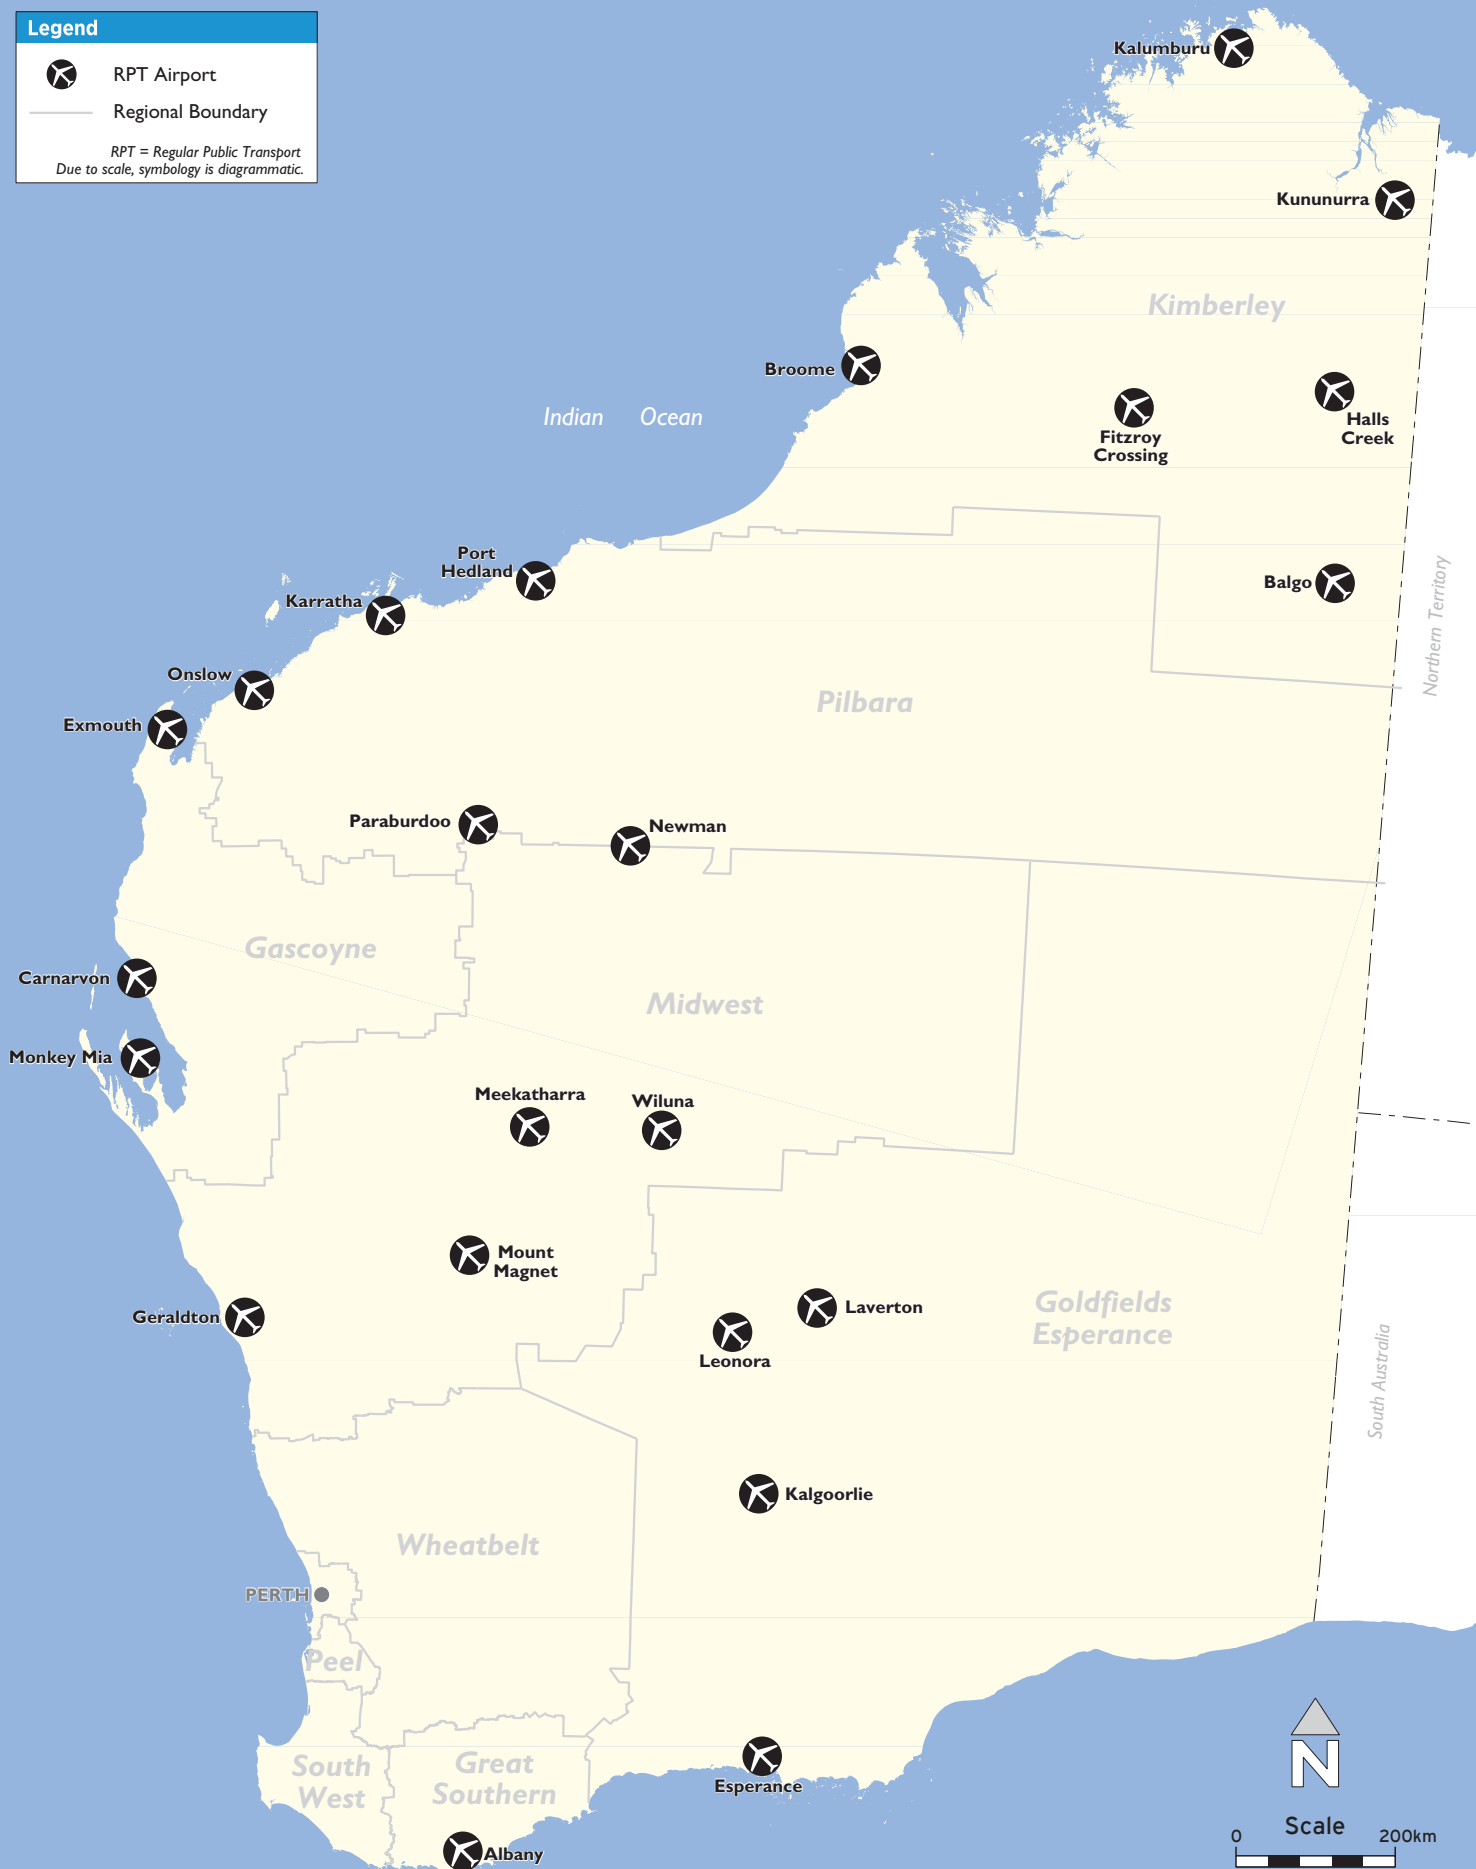 Legend
RPT Airport
Regional Boundary
RPT = Regular Public Transport
Due to scale, symbology is diagrammatic.
Kalumburu
Kununurra
Kimberley
Broome
Indian Ocean
Halls
Creek
Fitzroy
Crossing
Port
Hedland
Balgo
Karratha
Northern Territory
Onslow
Pilbara
Exmouth
Paraburdoo
Newman
Gascoyne
Carnarvon
Midwest
Monkey Mia
Meekatharra
Wiluna
Mount
Magnet
Geraldton
Laverton
Goldfields
Esperance
Leonora
South Australia
Kalgoorlie
Wheatbelt
PERTH
Peel
South
West
Great
Southern
Esperance
N
Albany
Scale
0 200km